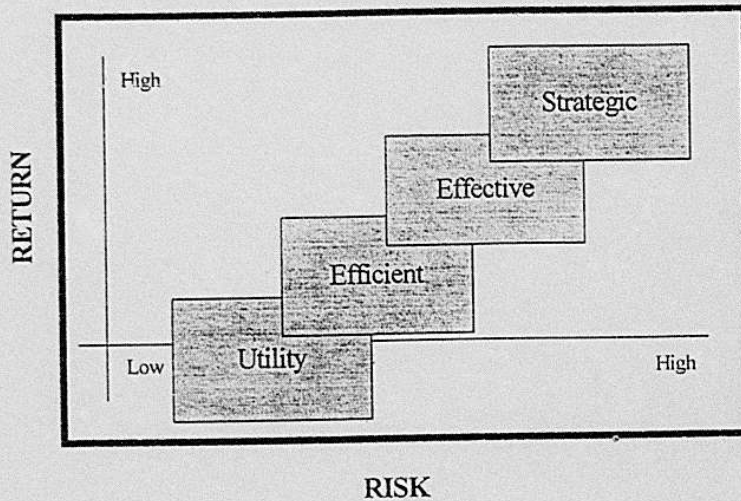 High
Strategic
Effective
RETURN
Efficient
Utility
Low
High
RISK